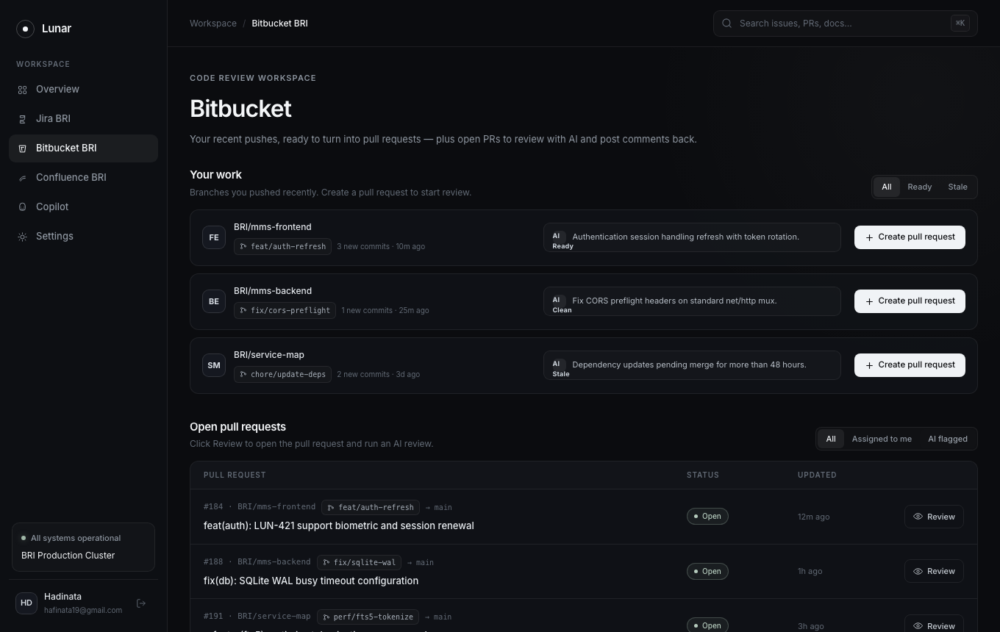 Lunar
WORKSPACE
Overview
Jira BRI
Bitbucket BRI
Confluence BRI
Copilot
Settings
All systems operational
BRI Production Cluster
HD
Hadinata
hafinata19@gmail.com
Workspace / Bitbucket BRI
Search issues, PRs, docs...
⌘K
CODE REVIEW WORKSPACE
Bitbucket
Your recent pushes, ready to turn into pull requests — plus open PRs to review with AI and post comments back.
Your work
Branches you pushed recently. Create a pull request to start review.
All Ready Stale
FE
BRI/mms-frontend
feat/auth-refresh 3 new commits · 10m ago
AI Ready
Authentication session handling refresh with token rotation.
+ Create pull request
BE
BRI/mms-backend
fix/cors-preflight 1 new commits · 25m ago
AI Clean
Fix CORS preflight headers on standard net/http mux.
+ Create pull request
SM
BRI/service-map
chore/update-deps 2 new commits · 3d ago
AI Stale
Dependency updates pending merge for more than 48 hours.
+ Create pull request
Open pull requests
Click Review to open the pull request and run an AI review.
All Assigned to me AI flagged
PULL REQUEST STATUS UPDATED
#184 · BRI/mms-frontend feat/auth-refresh → main
feat(auth): LUN-421 support biometric and session renewal
Open 12m ago Review
#188 · BRI/mms-backend fix/sqlite-wal → main
fix(db): SQLite WAL busy timeout configuration
Open 1h ago Review
#191 · BRI/service-map perf/fts5-tokenize → main
Open 3h ago Review